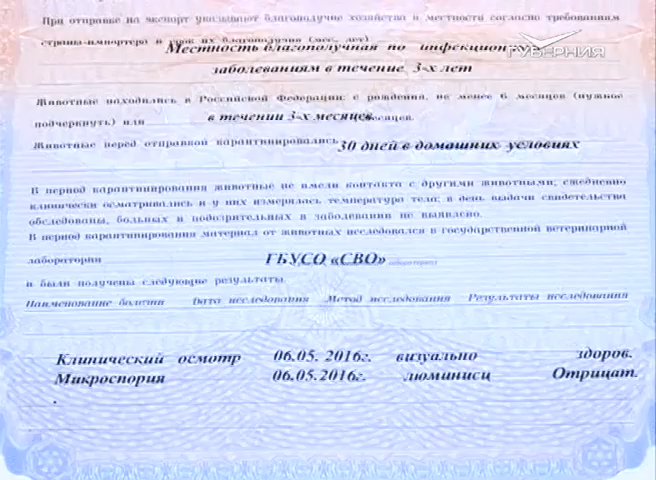 При отправке на экспорт указывают благополучие хозяйства и местности согласно требованиям
страны-импортера и срок их благополучия (мес., лет)
Местность благополучная по инфекционн
ГУБЕРНИЯ
заболеваниям в течение 3-х лет
Животные находились в Российской Федерации: с рождения, не менее 6 месяцев (нужное
подчеркнуть) или в течении 3-х месяцев месяцев.
Животные перед отправкой карантинировались 30 дней в домашних условиях
В период карантинирования животные не имели контакта с другими животными; ежедневно
клинически осматривались и у них измерялась температура тела; в день выдачи свидетельства
обследованы, больных и подозрительных в заболевании не выявлено.
В период карантинирования материал от животных исследовался в государственной ветеринарной
лаборатории ГБУСО «СВО»
и были получены следующие результаты.
Наименование болезни Дата исследования Метод исследования Результаты исследования
Клинический осмотр 06.05. 2016г. визуально здоров.
Микроспория 06.05.2016г. люминисц Отрицат.
.